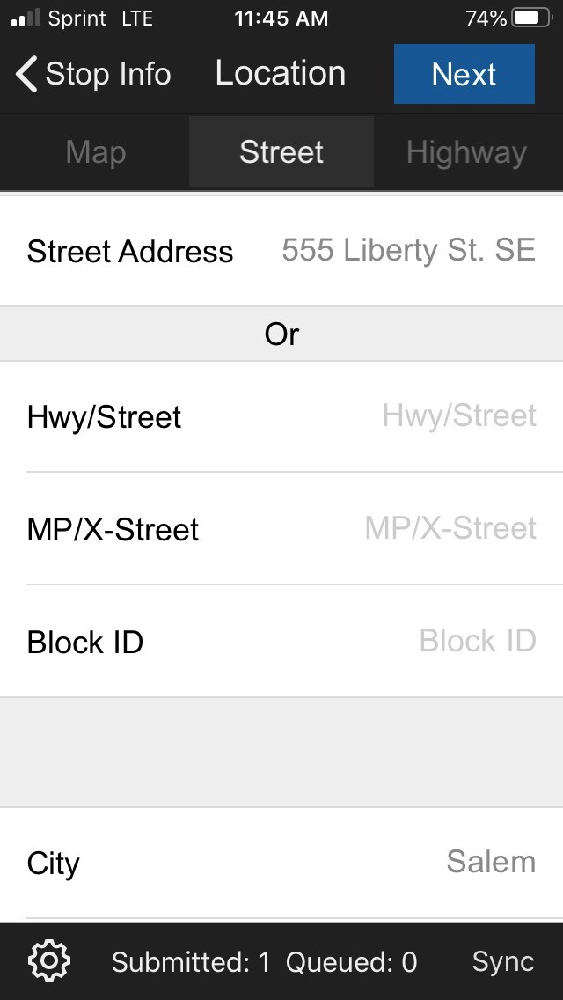 Sprint LTE 11:45 AM 74%
Stop Info Location Next
Map Street Highway
Street Address 555 Liberty St. SE
Or
Hwy/Street Hwy/Street
MP/X-Street MP/X-Street
Block ID Block ID
City Salem
Submitted: 1 Queued: 0 Sync